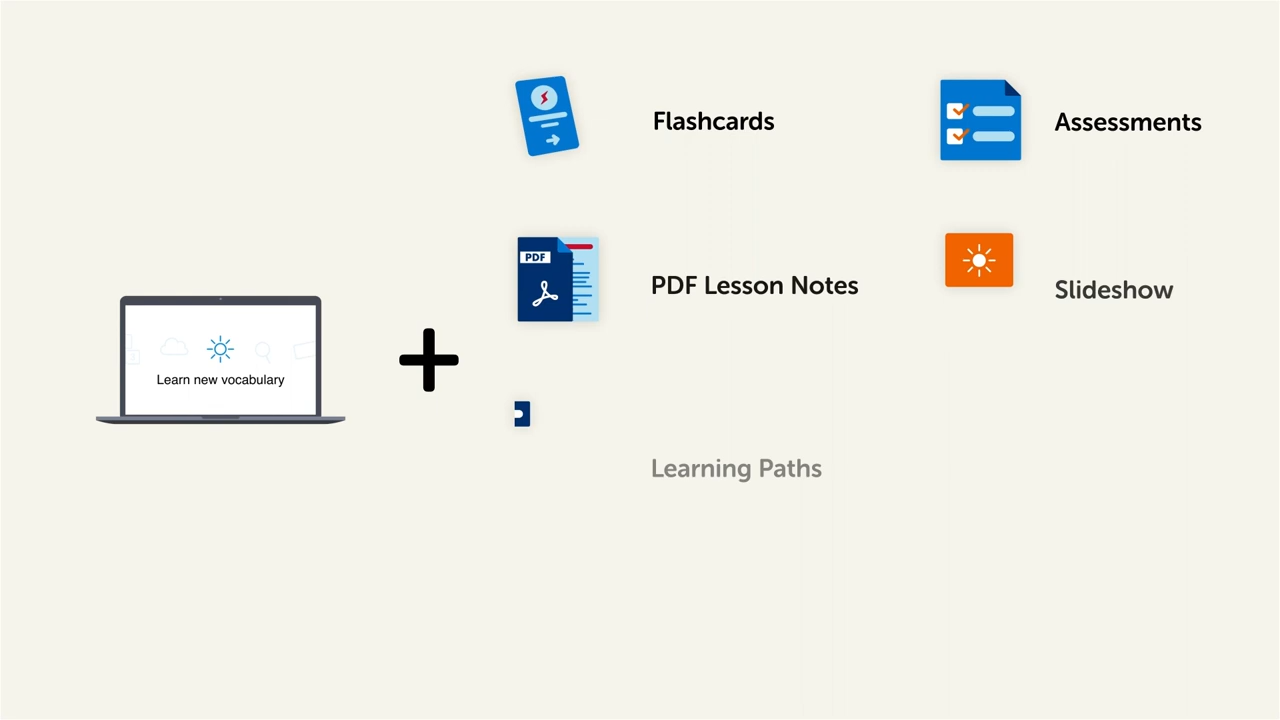 Flashcards
Assessments
PDF
PDF Lesson Notes
Slideshow
Learn new vocabulary
Learning Paths